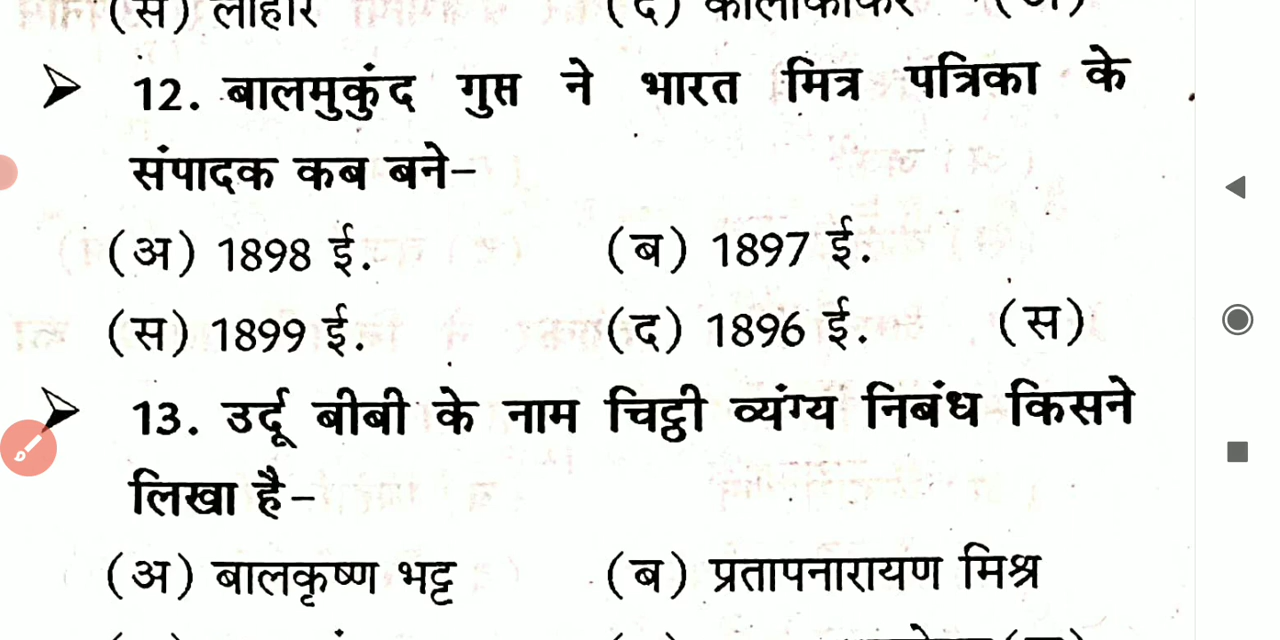 (स) लाहौर (द) कालाकांकर (अ)
12. बालमुकुंद गुप्त ने भारत मित्र पत्रिका के
संपादक कब बने–
(अ) 1898 ई. (ब) 1897 ई.
(स) 1899 ई. (द) 1896 ई. (स)
13. उर्दू बीबी के नाम चिट्ठी व्यंग्य निबंध किसने
लिखा है–
(अ) बालकृष्ण भट्ट (ब) प्रतापनारायण मिश्र